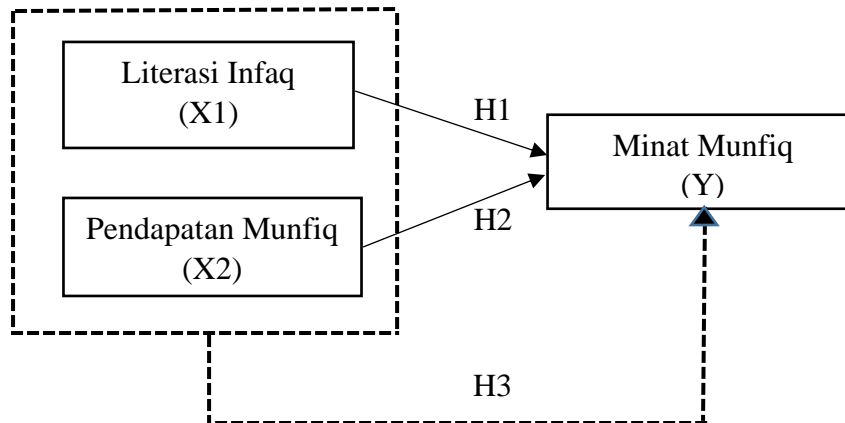 Literasi Infaq
(X1)
H1
Minat Munfiq
(Y)
Pendapatan Munfiq
(X2)
H2
H3